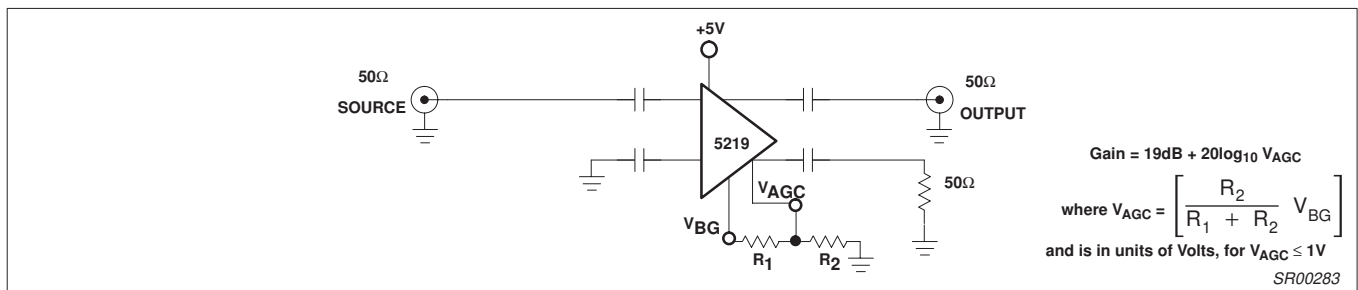 +5V
50Ω
SOURCE
50Ω
OUTPUT
5219
50Ω
VAGC
VBG
R1
R2
Gain = 19dB + 20log10 VAGC
where VAGC = [R2 / (R1 + R2) VBG]
and is in units of Volts, for VAGC ≤ 1V
SR00283